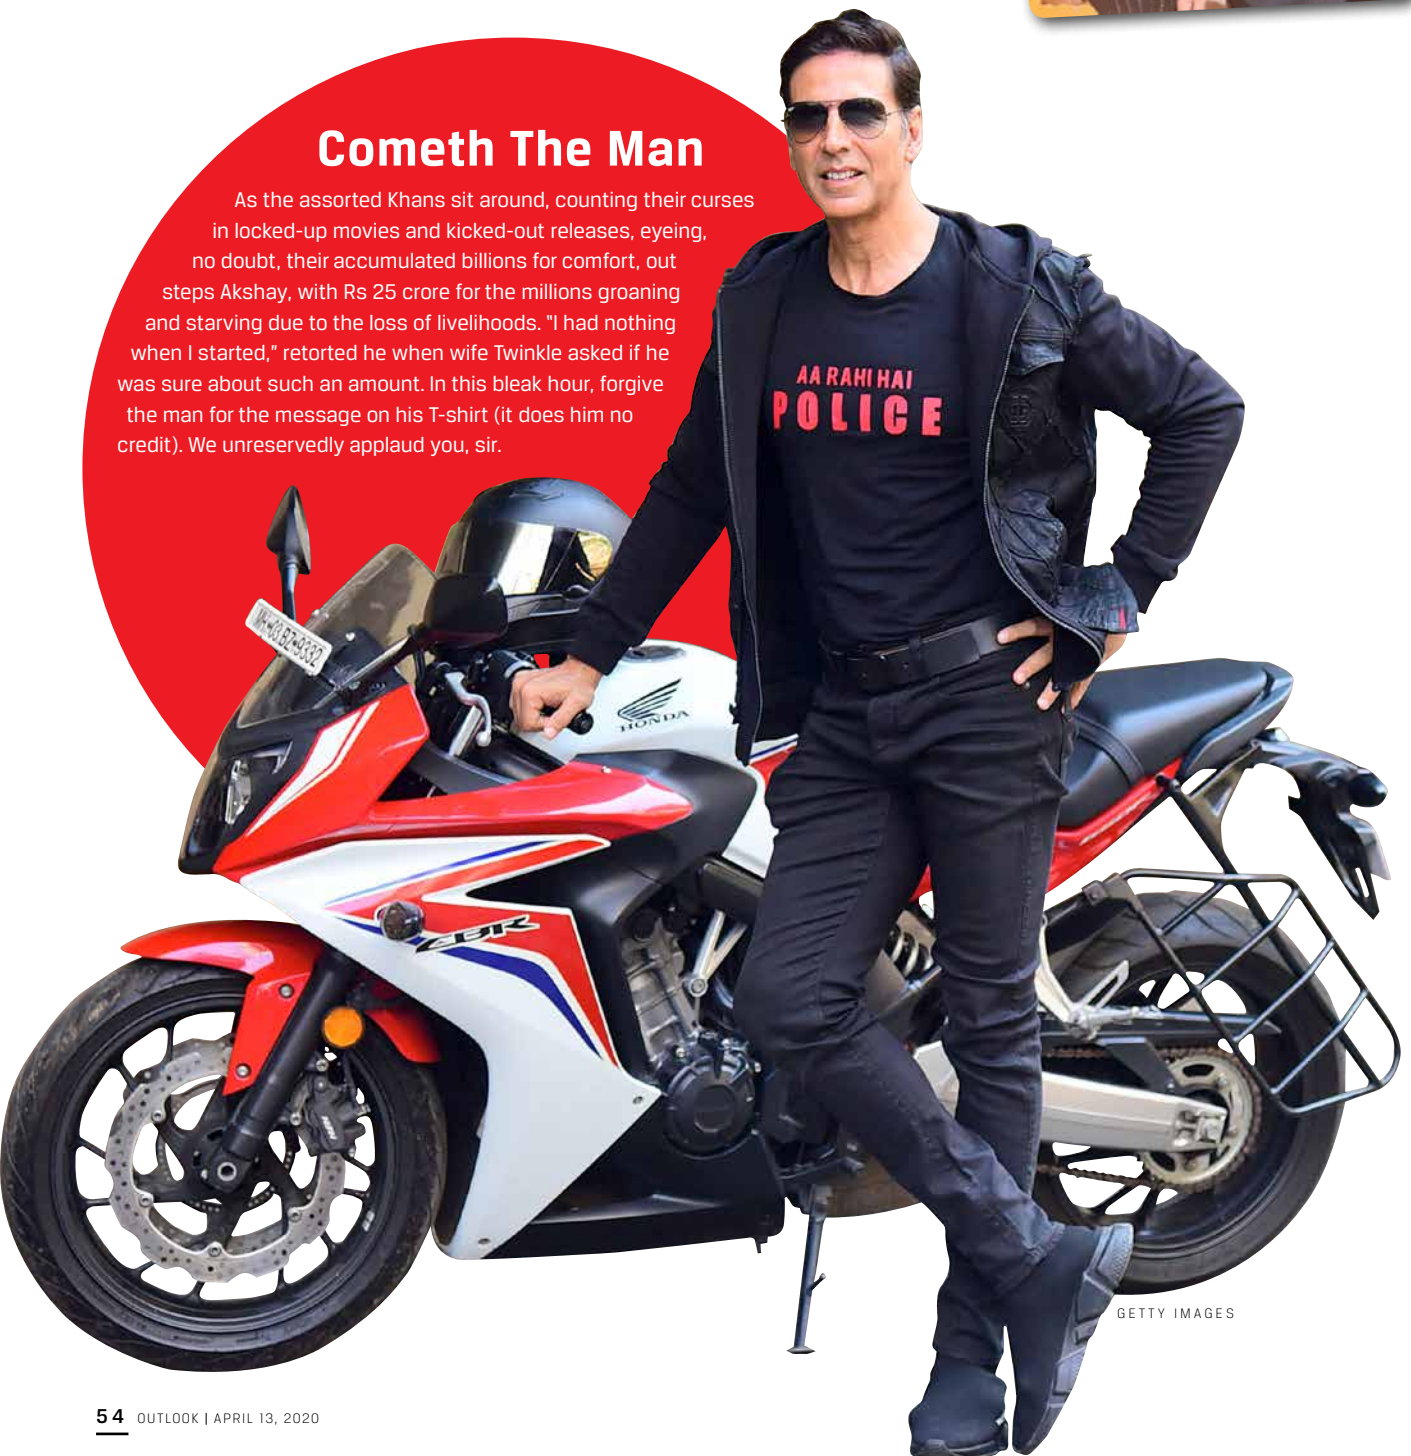 Cometh The Man
As the assorted Khans sit around, counting their curses
in locked-up movies and kicked-out releases, eyeing,
no doubt, their accumulated billions for comfort, out
steps Akshay, with Rs 25 crore for the millions groaning
and starving due to the loss of livelihoods. "I had nothing
when I started," retorted he when wife Twinkle asked if he
was sure about such an amount. In this bleak hour, forgive
the man for the message on his T-shirt (it does him no
credit). We unreservedly applaud you, sir.
AA RAHI HAI
POLICE
MH03BZ9332
HONDA
CBR
GETTY IMAGES
54 OUTLOOK | APRIL 13, 2020